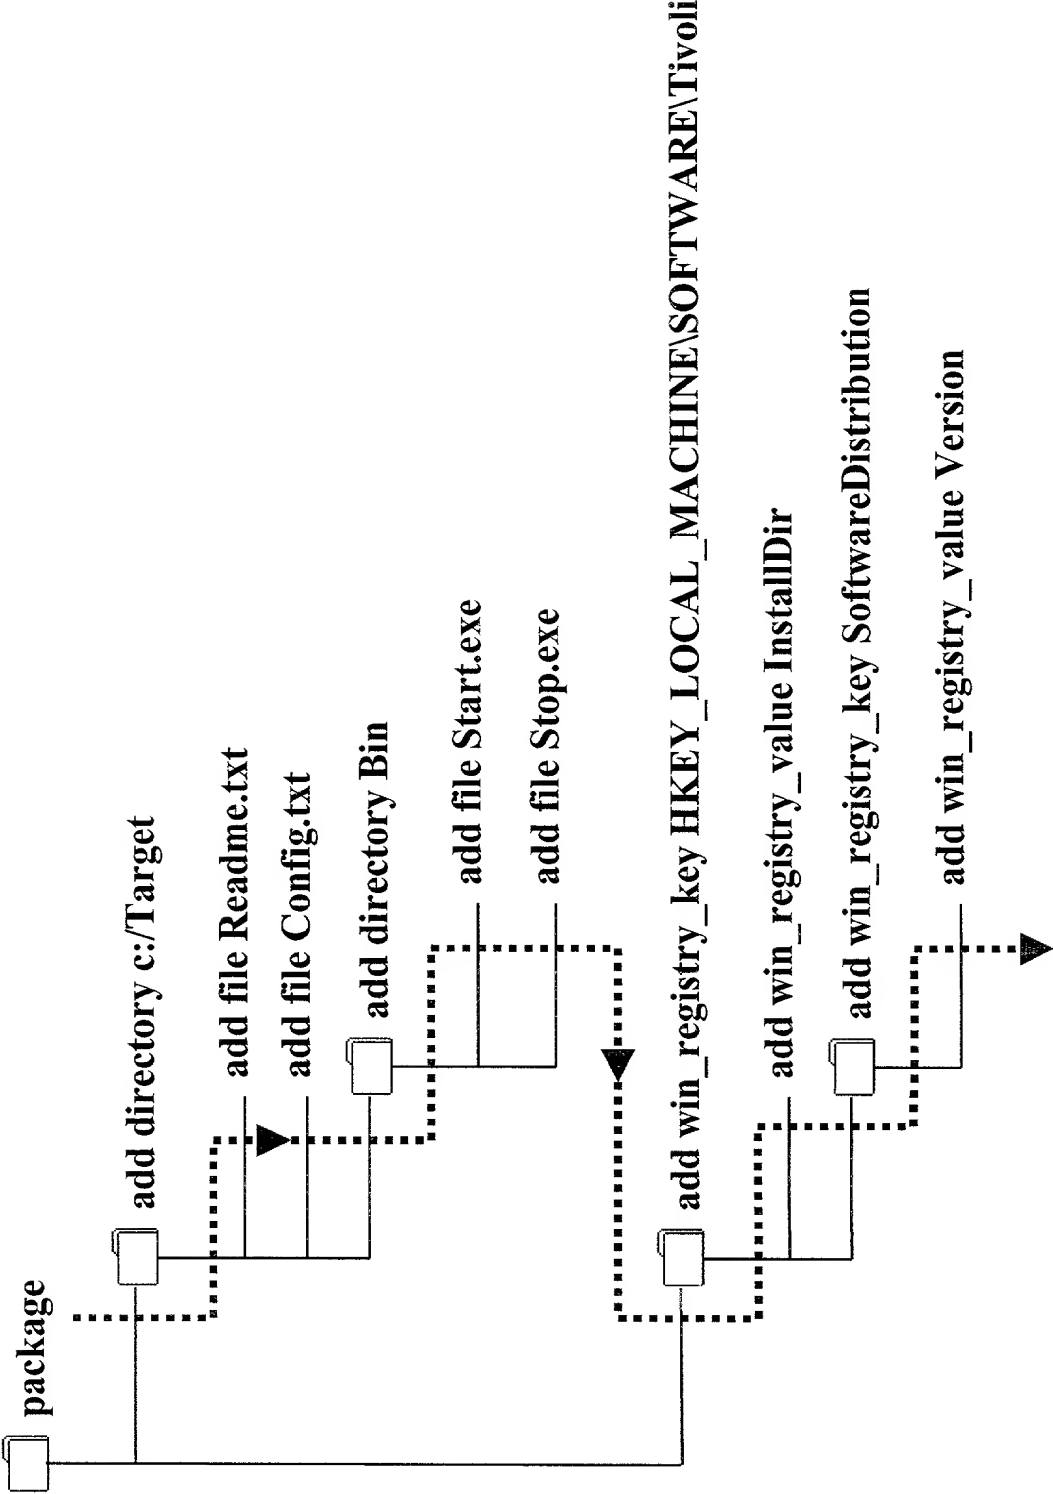 package
add directory c:/Target
add file Readme.txt
add file Config.txt
add directory Bin
add file Start.exe
add file Stop.exe
add win_registry_key HKEY_LOCAL_MACHINE\SOFTWARE\Tivoli
add win_registry_value InstallDir
add win_registry_key SoftwareDistribution
add win_registry_value Version